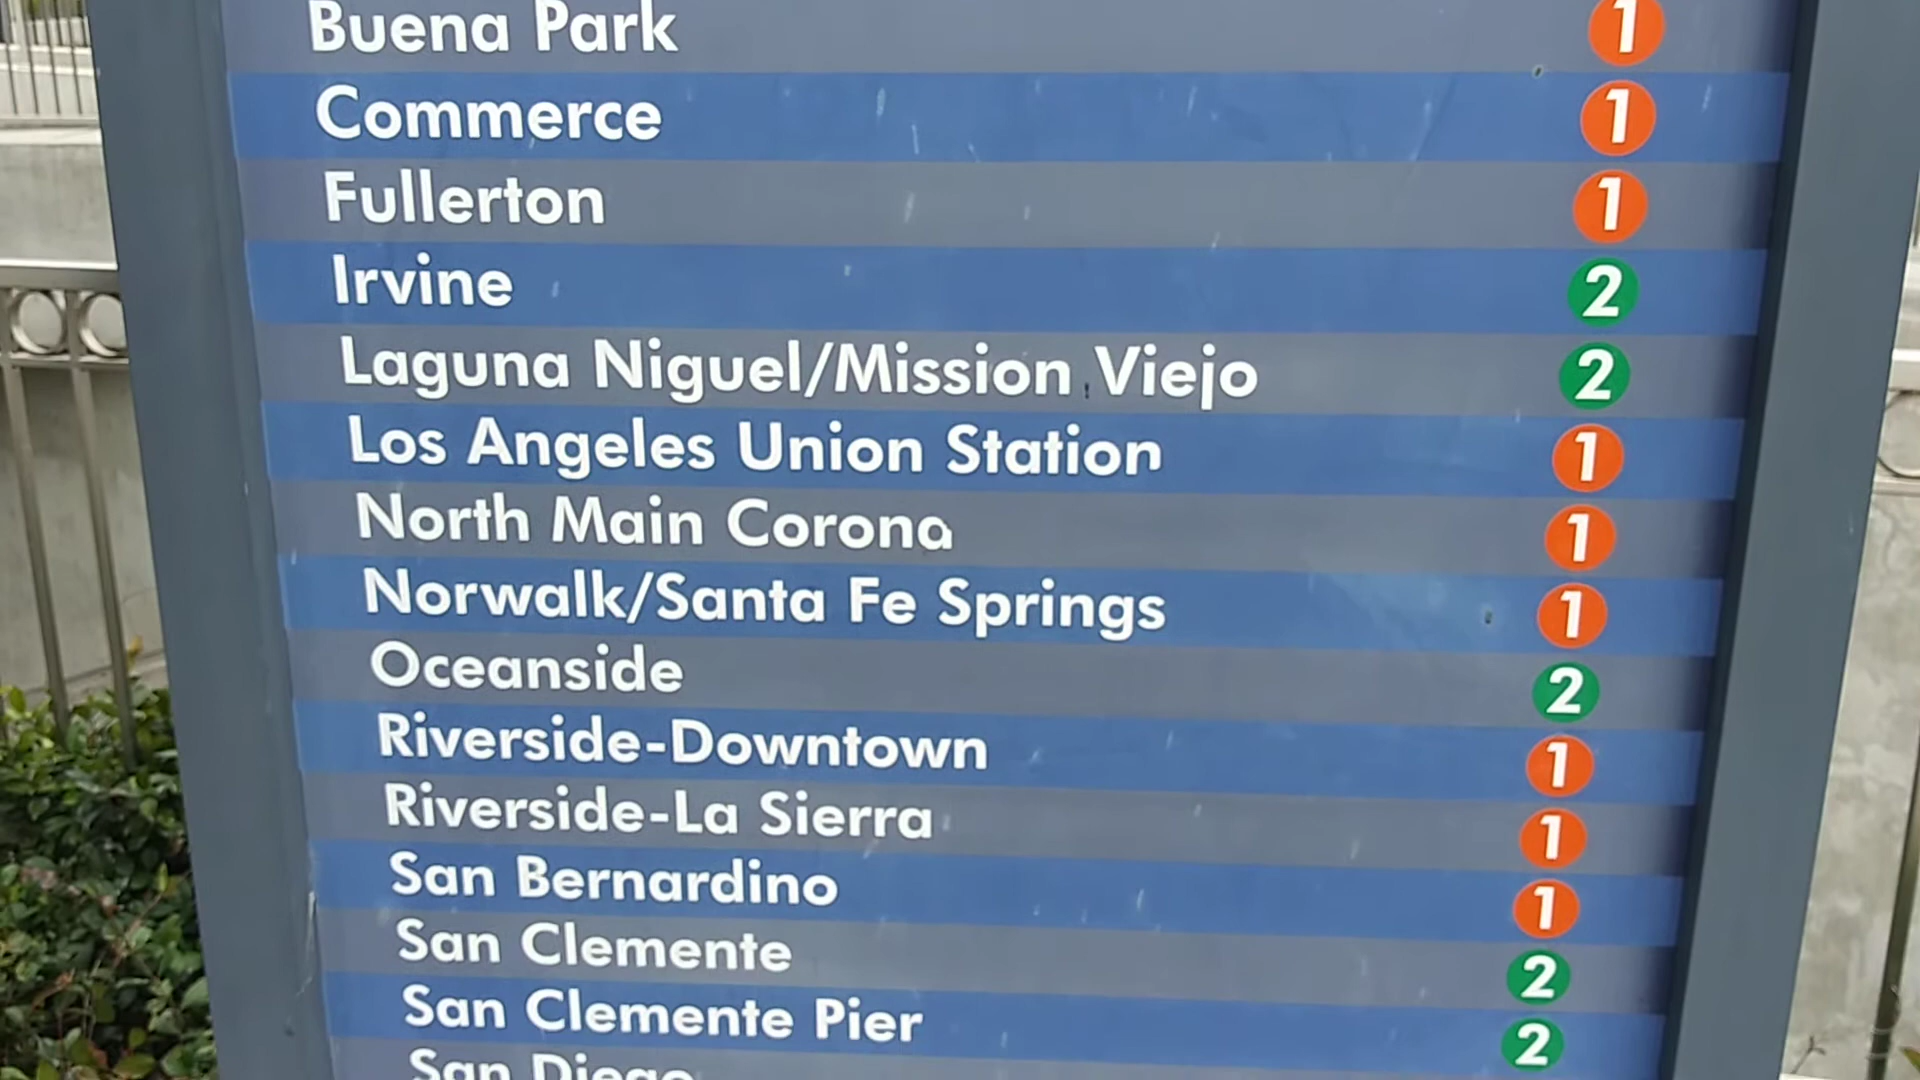 Buena Park 1
Commerce 1
Fullerton 1
Irvine 2
Laguna Niguel/Mission Viejo 2
Los Angeles Union Station 1
North Main Corona 1
Norwalk/Santa Fe Springs 1
Oceanside 2
Riverside-Downtown 1
Riverside-La Sierra 1
San Bernardino 1
San Clemente 2
San Clemente Pier 2
San Diego